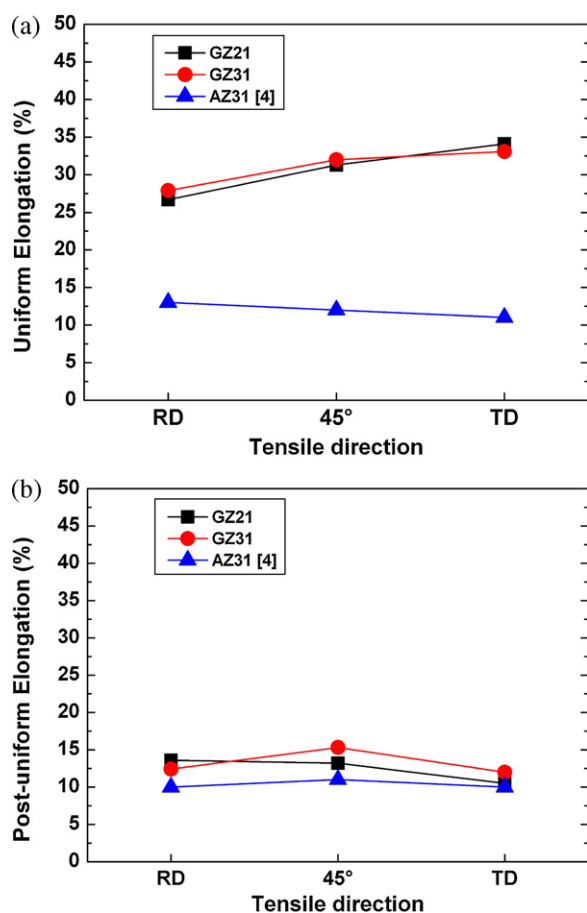 (a)
50
45
40
35
30
25
20
15
10
5
0
Uniform Elongation (%)
GZ21
GZ31
AZ31 [4]
RD 45° TD
Tensile direction
(b)
50
45
40
35
30
25
20
15
10
5
0
Post-uniform Elongation (%)
GZ21
GZ31
AZ31 [4]
RD 45° TD
Tensile direction